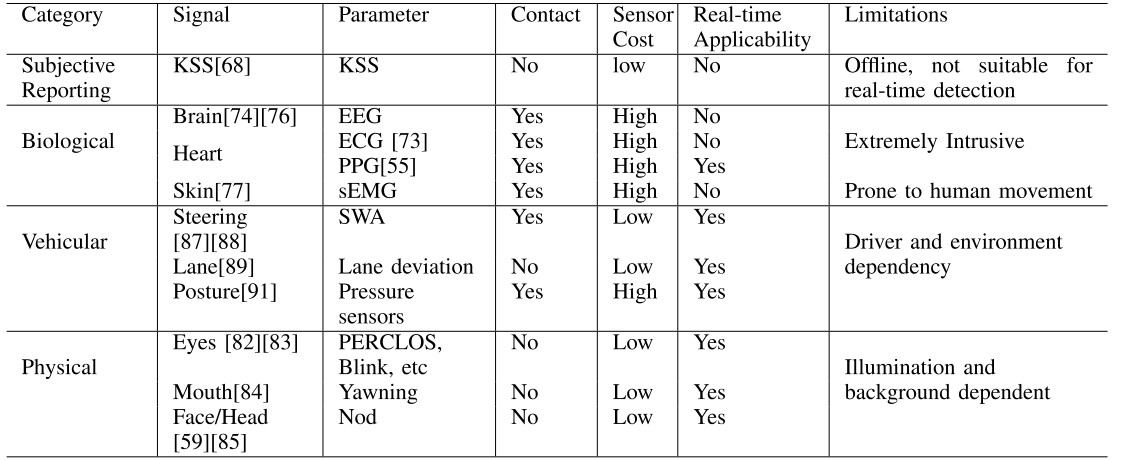 Category Signal Parameter Contact Sensor Real-time Limitations
Cost Applicability
Subjective KSS[68] KSS No low No Offline, not suitable for
Reporting real-time detection
Brain[74][76] EEG Yes High No
Biological ECG [73] Yes High No Extremely Intrusive
Heart
PPG[55] Yes High Yes
Skin[77] sEMG Yes High No Prone to human movement
Steering SWA Yes Low Yes
Vehicular [87][88] Driver and environment
Lane[89] Lane deviation No Low Yes dependency
Posture[91] Pressure Yes High Yes
sensors
Eyes [82][83] PERCLOS, No Low Yes
Physical Blink, etc Illumination and
Mouth[84] Yawning No Low Yes background dependent
Face/Head Nod No Low Yes
[59][85]